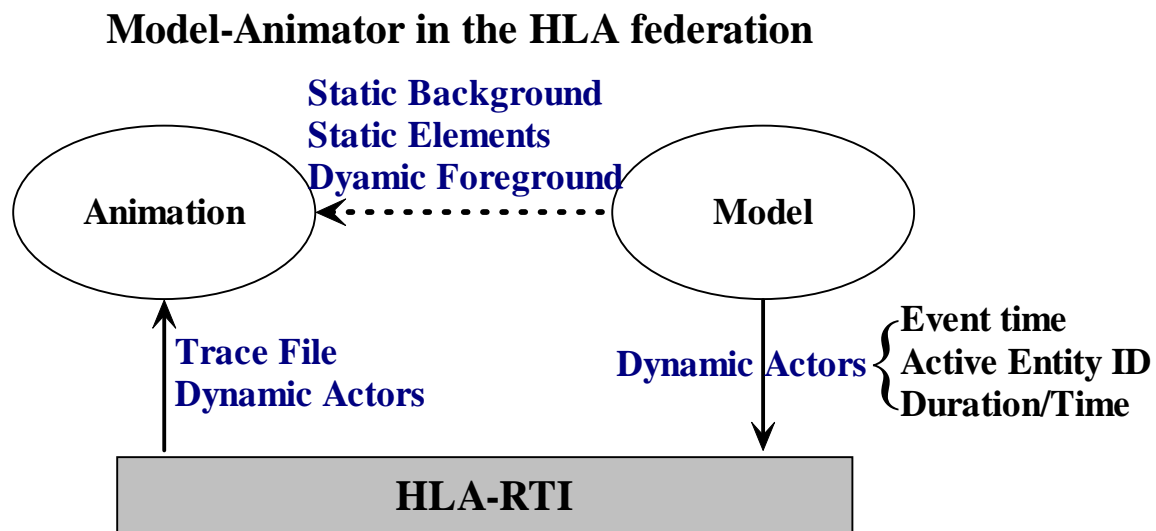 Model-Animator in the HLA federation
Static Background
Static Elements
Dyamic Foreground
Animation
Model
Trace File
Dynamic Actors
Dynamic Actors
Event time
Active Entity ID
Duration/Time
HLA-RTI